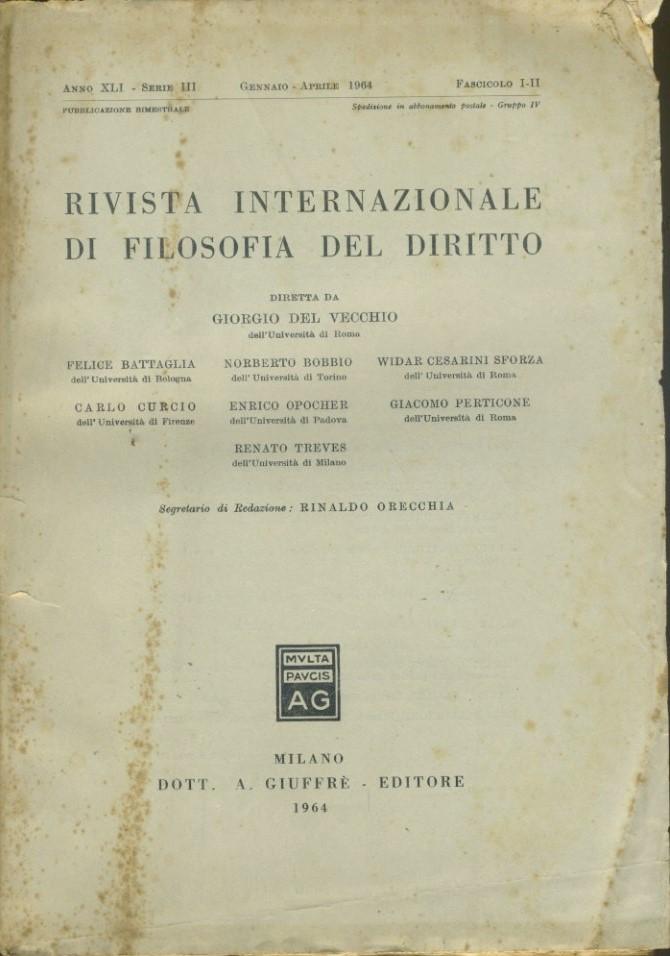 ANNO XLI - SERIE III GENNAIO - APRILE 1964 FASCICOLO I-II
PUBBLICAZIONE BIMESTRALE Spedizione in abbonamento postale - Gruppo IV
RIVISTA INTERNAZIONALE
DI FILOSOFIA DEL DIRITTO
DIRETTA DA
GIORGIO DEL VECCHIO
dell'Università di Roma
FELICE BATTAGLIA NORBERTO BOBBIO WIDAR CESARINI SFORZA
dell'Università di Bologna dell'Università di Torino dell'Università di Roma
CARLO CURCIO ENRICO OPOCHER GIACOMO PERTICONE
dell'Università di Firenze dell'Università di Padova dell'Università di Roma
RENATO TREVES
dell'Università di Milano
Segretario di Redazione: RINALDO ORECCHIA
MVLTA
PAVCIS
AG
MILANO
DOTT. A. GIUFFRÈ - EDITORE
1964